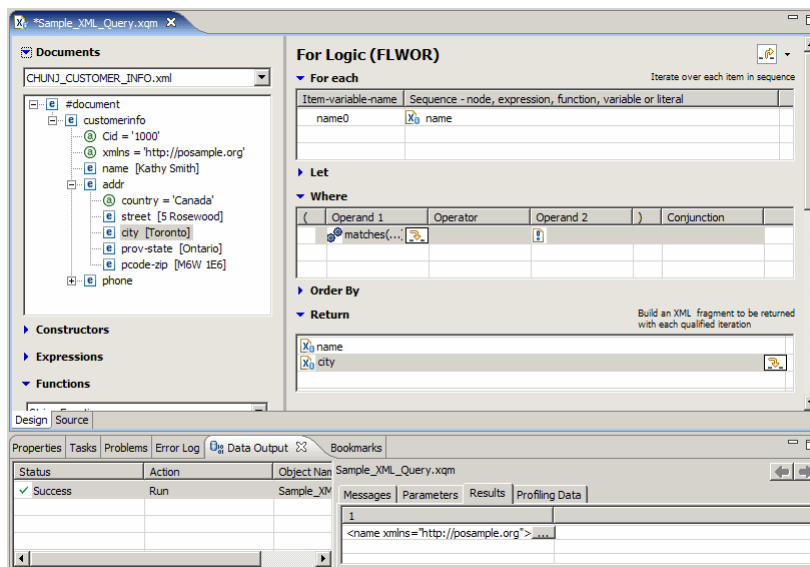 *Sample_XML_Query.xqm
Documents
CHUNJ_CUSTOMER_INFO.xml
#document
customerinfo
Cid = '1000'
xmlns = 'http://posample.org'
name [Kathy Smith]
addr
country = 'Canada'
street [5 Rosewood]
city [Toronto]
prov-state [Ontario]
pcode-zip [M6W 1E6]
phone
Constructors
Expressions
Functions
Design Source
For Logic (FLWOR)
For each
Iterate over each item in sequence
Item-variable-name Sequence - node, expression, function, variable or literal
name0 name
Let
Where
( Operand 1 Operator Operand 2 ) Conjunction
matches(...)
Order By
Return
Build an XML fragment to be returned
with each qualified iteration
name
city
Properties Tasks Problems Error Log Data Output Bookmarks
Status Action Object Nam
Success Run Sample_XM
Sample_XML_Query.xqm
Messages Parameters Results Profiling Data
1
<name xmlns="http://posample.org"> ...